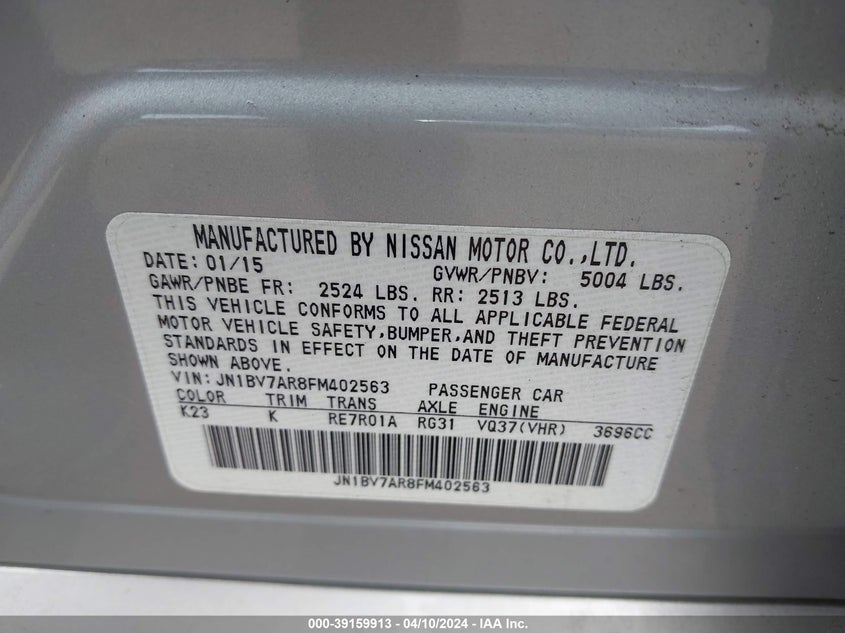 MANUFACTURED BY NISSAN MOTOR CO.,LTD.
DATE: 01/15 GVWR/PNBV: 5004 LBS.
GAWR/PNBE FR: 2524 LBS. RR: 2513 LBS.
THIS VEHICLE CONFORMS TO ALL APPLICABLE FEDERAL
MOTOR VEHICLE SAFETY,BUMPER,AND THEFT PREVENTION
STANDARDS IN EFFECT ON THE DATE OF MANUFACTURE
SHOWN ABOVE.
VIN:JN1BV7AR8FM402563 PASSENGER CAR
COLOR TRIM TRANS AXLE ENGINE
K23 K RE7R01A RG31 VQ37(VHR) 3696CC
JN1BV7AR8FM402563
000-39159913 - 04/10/2024 - IAA Inc.